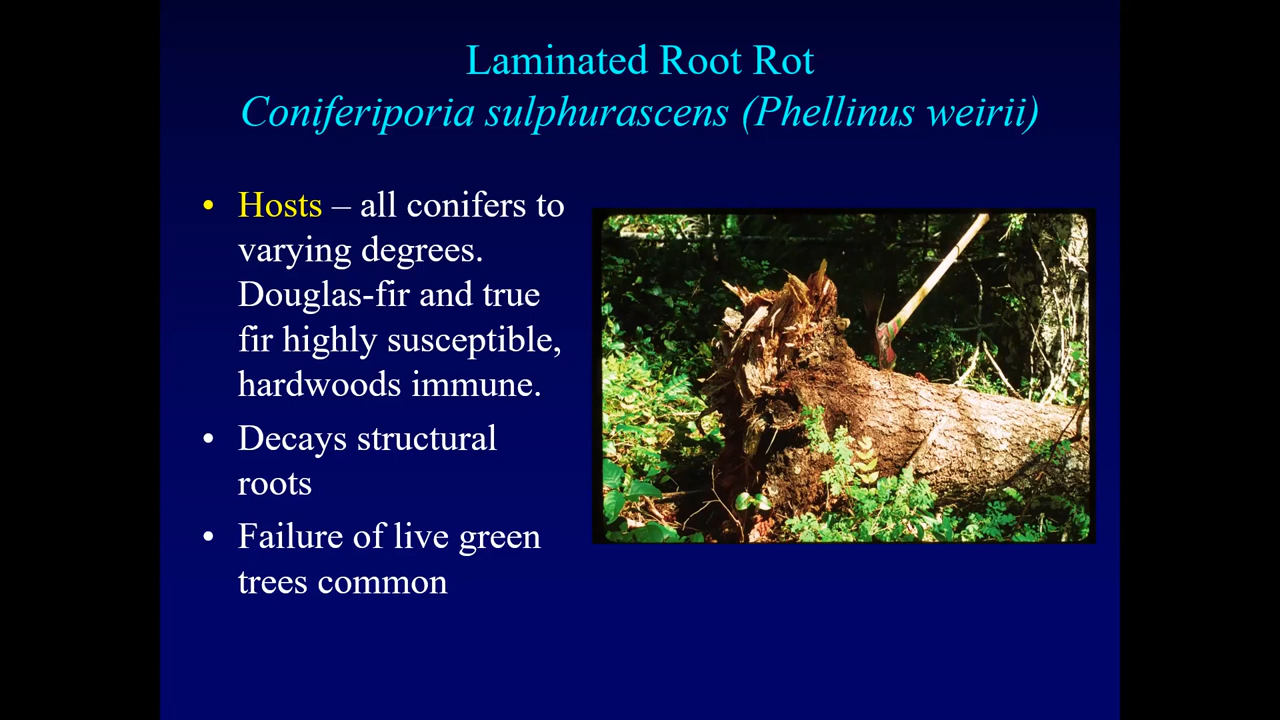 Laminated Root Rot
Coniferiporia sulphurascens (Phellinus weirii)
• Hosts – all conifers to
varying degrees.
Douglas-fir and true
fir highly susceptible,
hardwoods immune.
• Decays structural
roots
• Failure of live green
trees common